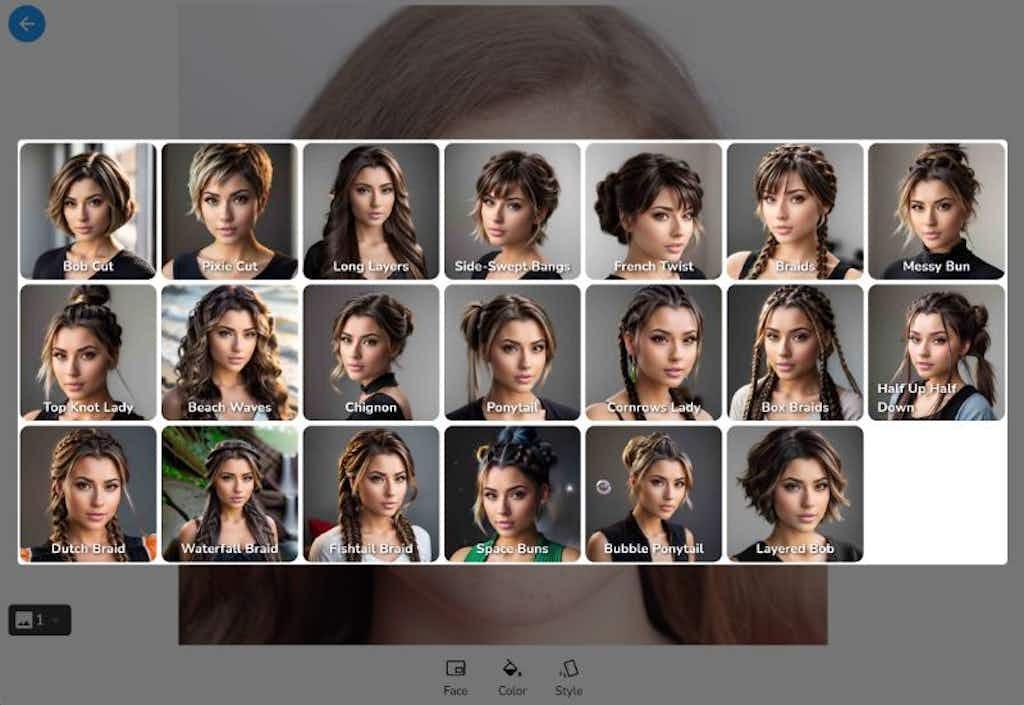 Bob Cut
Pixie Cut
Long Layers
Side-Swept Bangs
French Twist
Braids
Messy Bun
Top Knot Lady
Beach Waves
Chignon
Ponytail
Cornrows Lady
Box Braids
Half Up Half
Down
Dutch Braid
Waterfall Braid
Fishtail Braid
Space Buns
Bubble Ponytail
Layered Bob
1
Face
Color
Style